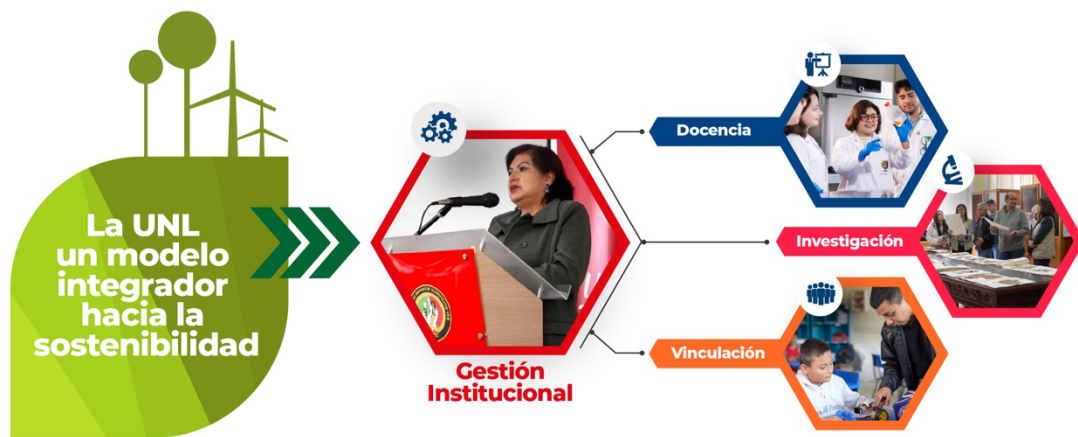 La UNL
un modelo
integrador
hacia la
sostenibilidad
Gestión
Institucional
Docencia
Investigación
Vinculación